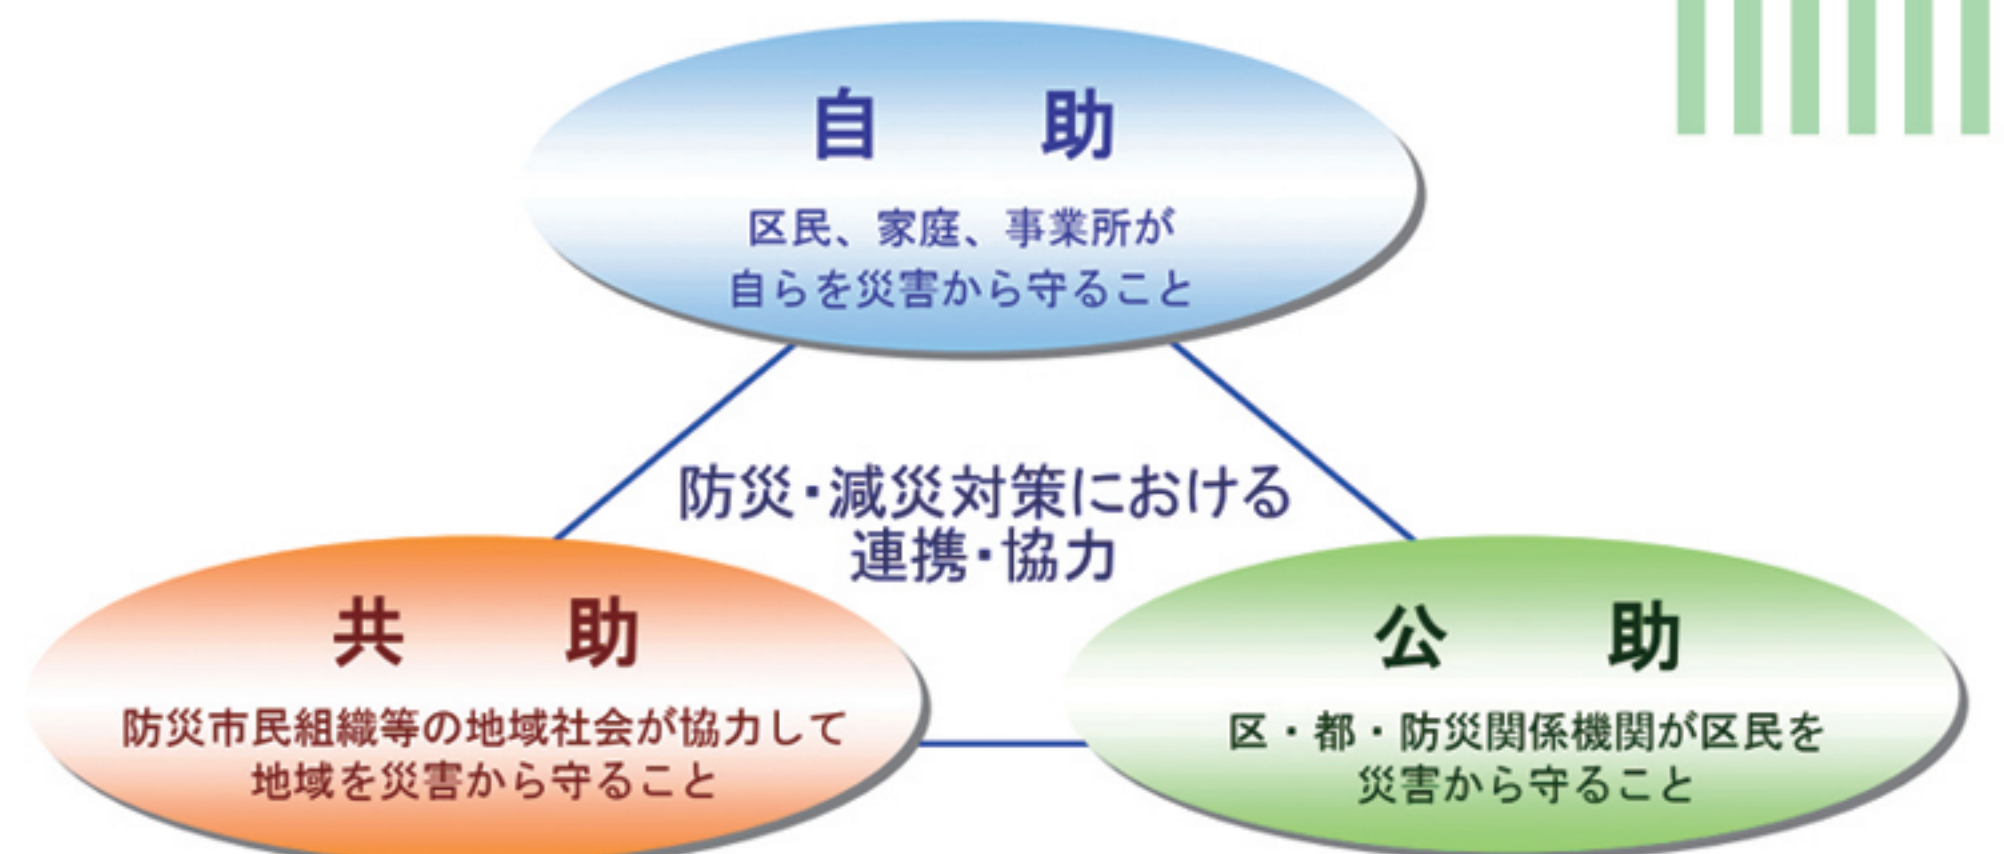 自　助
区民、家庭、事業所が
自らを災害から守ること
防災・減災対策における
連携・協力
共　助
防災市民組織等の地域社会が協力して
地域を災害から守ること
公　助
区・都・防災関係機関が区民を
災害から守ること